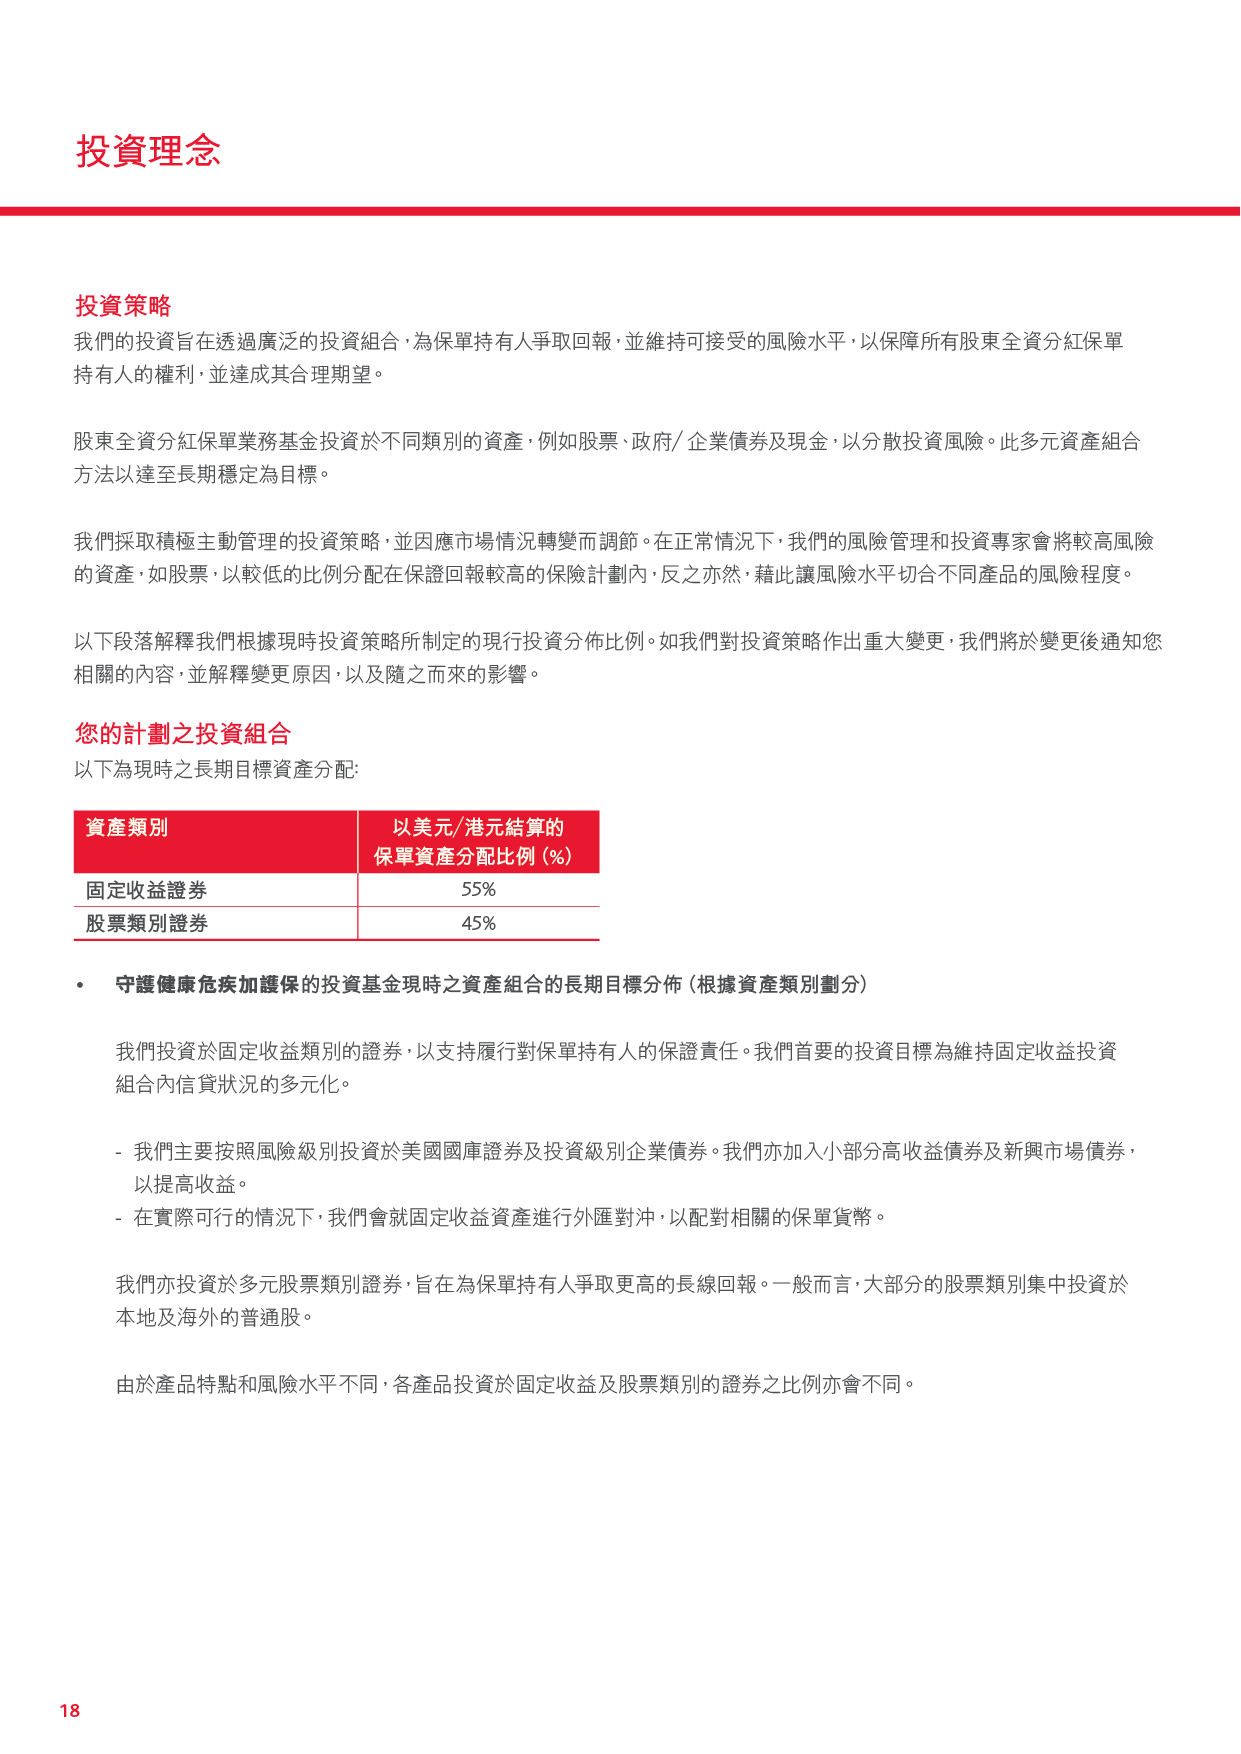 投資理念
投資策略
我們的投資旨在透過廣泛的投資組合，為保單持有人爭取回報，並維持可接受的風險水平，以保障所有股東全資分紅保單
持有人的權利，並達成其合理期望。
股東全資分紅保單業務基金投資於不同類別的資產，例如股票、政府/ 企業債券及現金，以分散投資風險。此多元資產組合
方法以達至長期穩定為目標。
我們採取積極主動管理的投資策略，並因應市場情況轉變而調節。在正常情況下，我們的風險管理和投資專家會將較高風險
的資產，如股票，以較低的比例分配在保證回報較高的保險計劃內，反之亦然，藉此讓風險水平切合不同產品的風險程度。
以下段落解釋我們根據現時投資策略所制定的現行投資分佈比例。如我們對投資策略作出重大變更，我們將於變更後通知您
相關的內容，並解釋變更原因，以及隨之而來的影響。
您的計劃之投資組合
以下為現時之長期目標資產分配:
資產類別
以美元/港元結算的
保單資產分配比例 (%)
固定收益證券 55%
股票類別證券 45%
• 守護健康危疾加護保的投資基金現時之資產組合的長期目標分佈（根據資產類別劃分）
我們投資於固定收益類別的證券，以支持履行對保單持有人的保證責任。我們首要的投資目標為維持固定收益投資
組合內信貸狀況的多元化。
- 我們主要按照風險級別投資於美國國庫證券及投資級別企業債券。我們亦加入小部分高收益債券及新興市場債券，
以提高收益。
- 在實際可行的情況下，我們會就固定收益資產進行外匯對沖，以配對相關的保單貨幣。
我們亦投資於多元股票類別證券，旨在為保單持有人爭取更高的長線回報。一般而言，大部分的股票類別集中投資於
本地及海外的普通股。
由於產品特點和風險水平不同，各產品投資於固定收益及股票類別的證券之比例亦會不同。
18